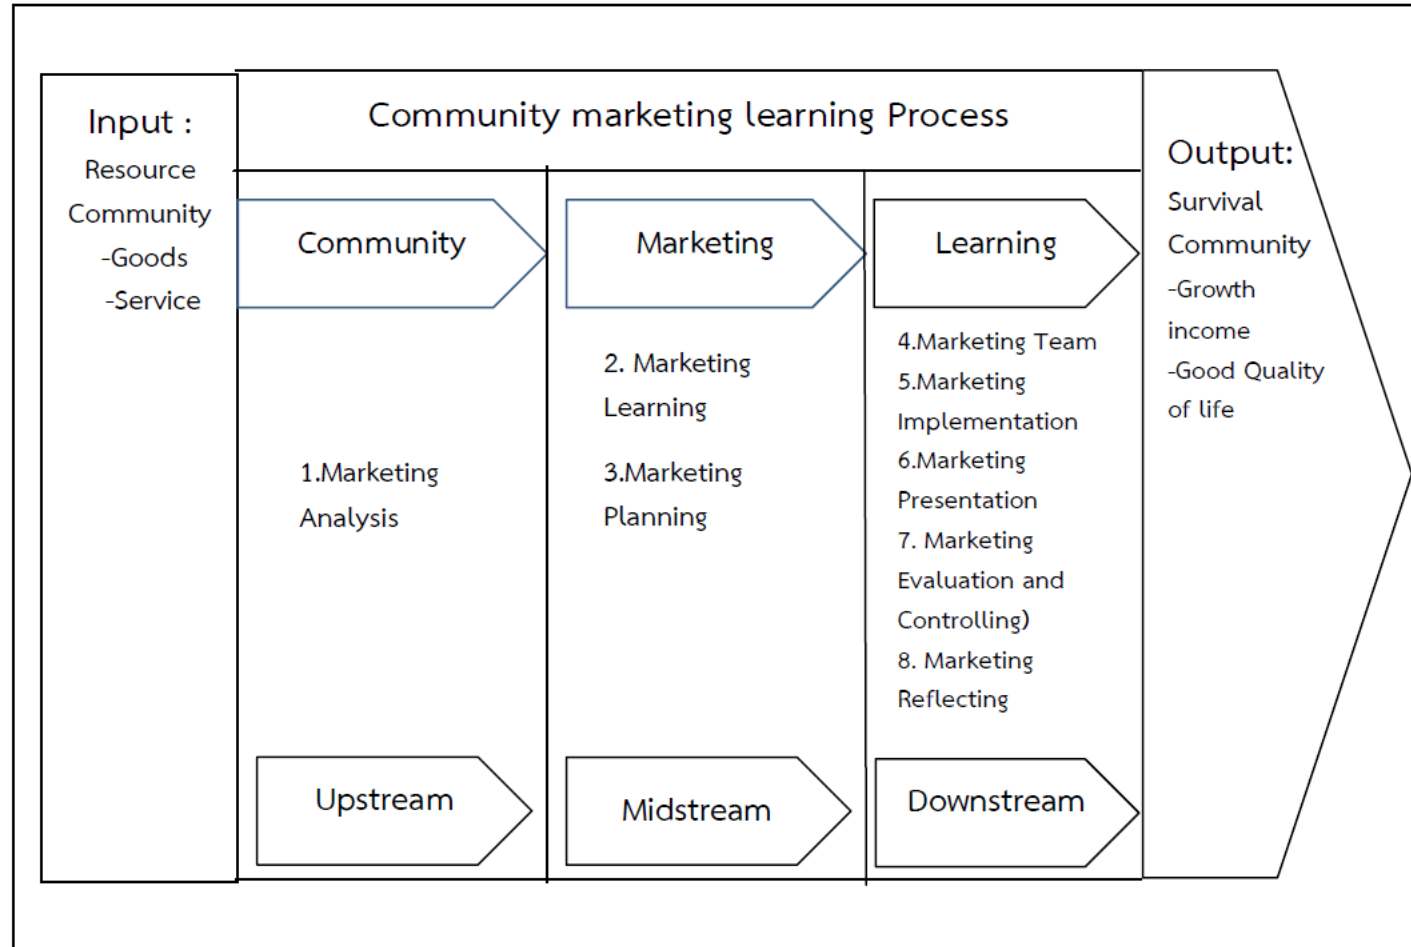 Input :
Resource
Community
-Goods
-Service
Community marketing learning Process
Community
1.Marketing
Analysis
Upstream
Marketing
2. Marketing
Learning
3.Marketing
Planning
Midstream
Learning
4.Marketing Team
5.Marketing
Implementation
6.Marketing
Presentation
7. Marketing
Evaluation and
Controlling)
8. Marketing
Reflecting
Downstream
Output:
Survival
Community
-Growth
income
-Good Quality
of life